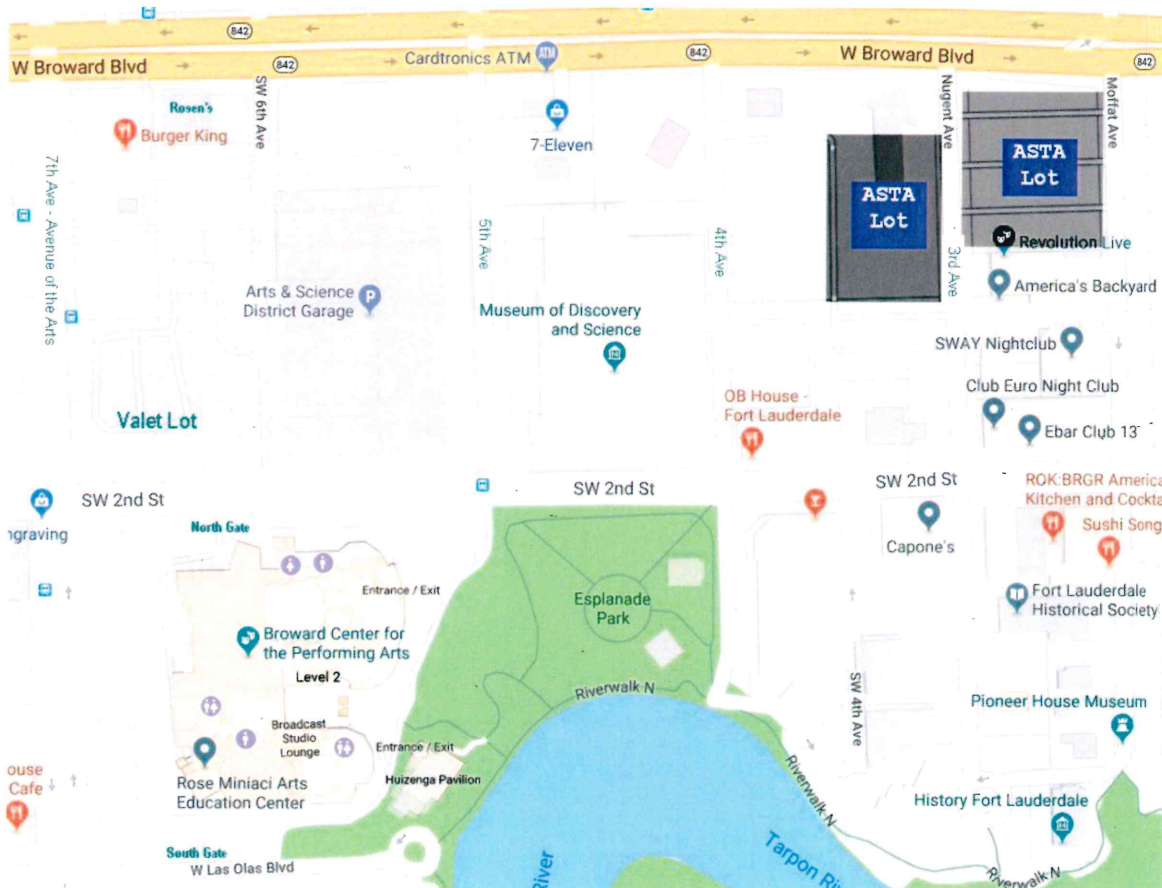 842
W Broward Blvd
842
Cardtronics ATM
ATM
842
W Broward Blvd
842
SW 6th Ave
Nugent Ave
Moffat Ave
Rosen's
Burger King
7-Eleven
ASTA
Lot
ASTA
Lot
7th Ave - Avenue of the Arts
5th Ave
4th Ave
3rd Ave
Revolution Live
America's Backyard
Arts & Science
District Garage
P
Museum of Discovery
and Science
SWAY Nightclub
Club Euro Night Club
Ebar Club 13
OB House -
Fort Lauderdale
Valet Lot
SW 2nd St
SW 2nd St
SW 2nd St
ngraving
North Gate
ROK:BRGR America
Kitchen and Cockta
Sushi Song
Capone's
Entrance / Exit
Esplanade
Park
Fort Lauderdale
Historical Society
Broward Center for
the Performing Arts
Level 2
Riverwalk N
SW 4th Ave
Pioneer House Museum
Broadcast
Studio
Lounge
Entrance / Exit
Huizenga Pavilion
Rose Miniaci Arts
Education Center
ouse
Cafe
Riverwalk N
History Fort Lauderdale
South Gate
W Las Olas Blvd
River
Tarpon Ri
Riverwalk N